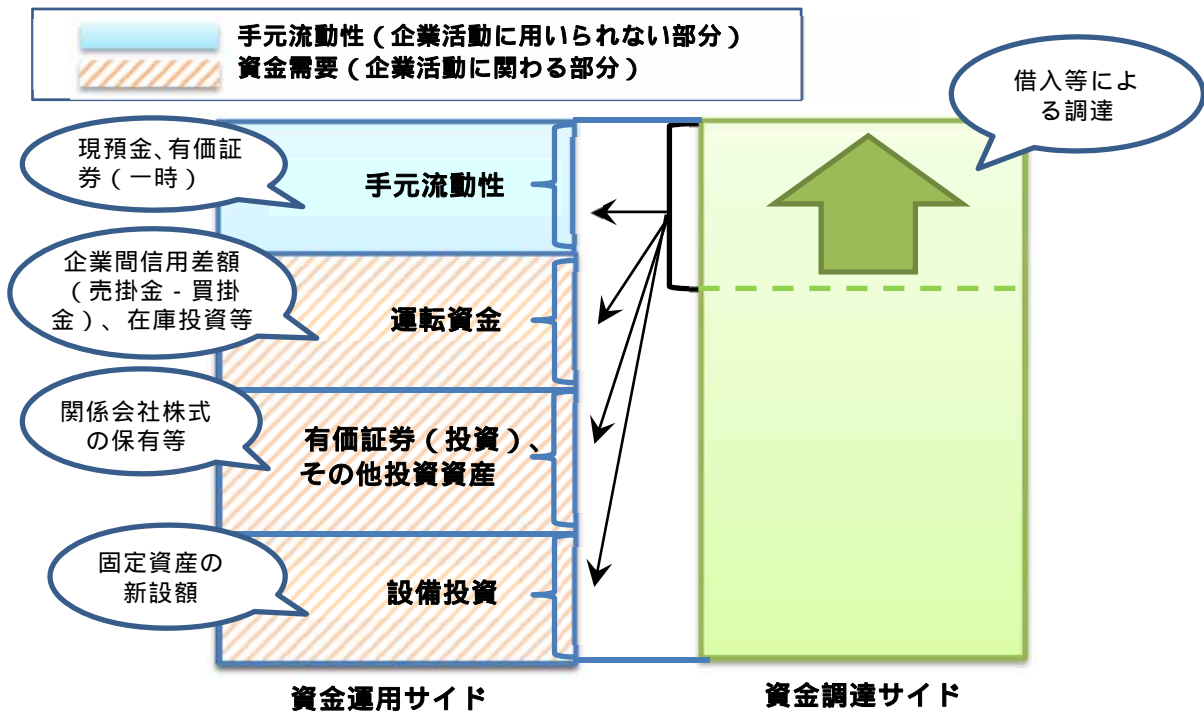 手元流動性(企業活動に用いられない部分)
資金需要(企業活動に関わる部分)
借入等によ
る調達
現預金、有価証
券(一時)
手元流動性
企業間信用差額
(売掛金-買掛
金)、在庫投資等
運転資金
関係会社株式
の保有等
有価証券(投資)、
その他投資資産
固定資産の
新設額
設備投資
資金運用サイド
資金調達サイド